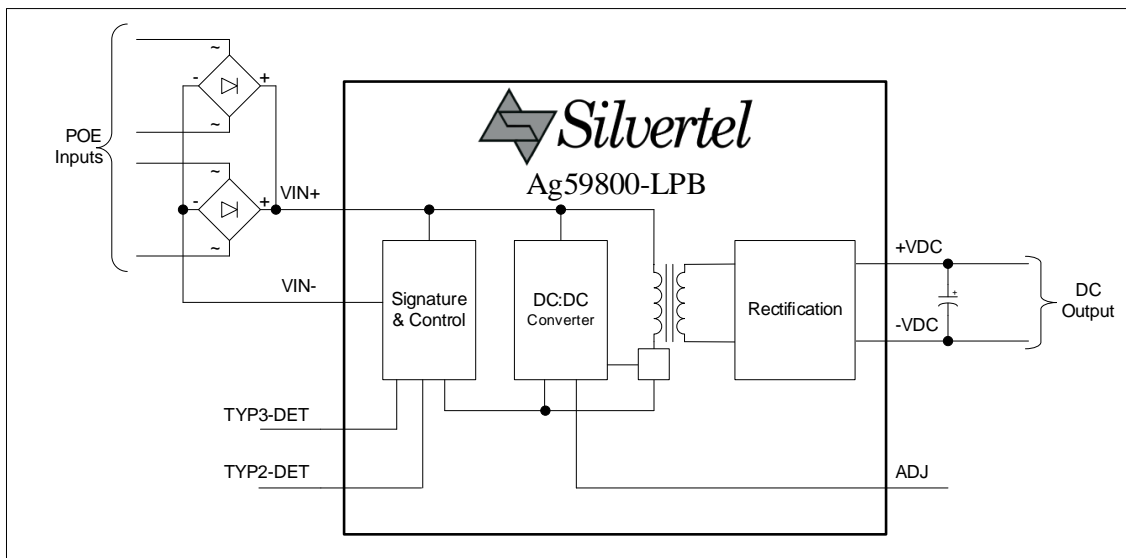 ~
-
+
~
POE
Inputs
~
-
+
~
VIN+
VIN-
Silvertel
Ag59800-LPB
Signature
& Control
DC:DC
Converter
Rectification
+VDC
-VDC
+
DC
Output
TYP3-DET
TYP2-DET
ADJ